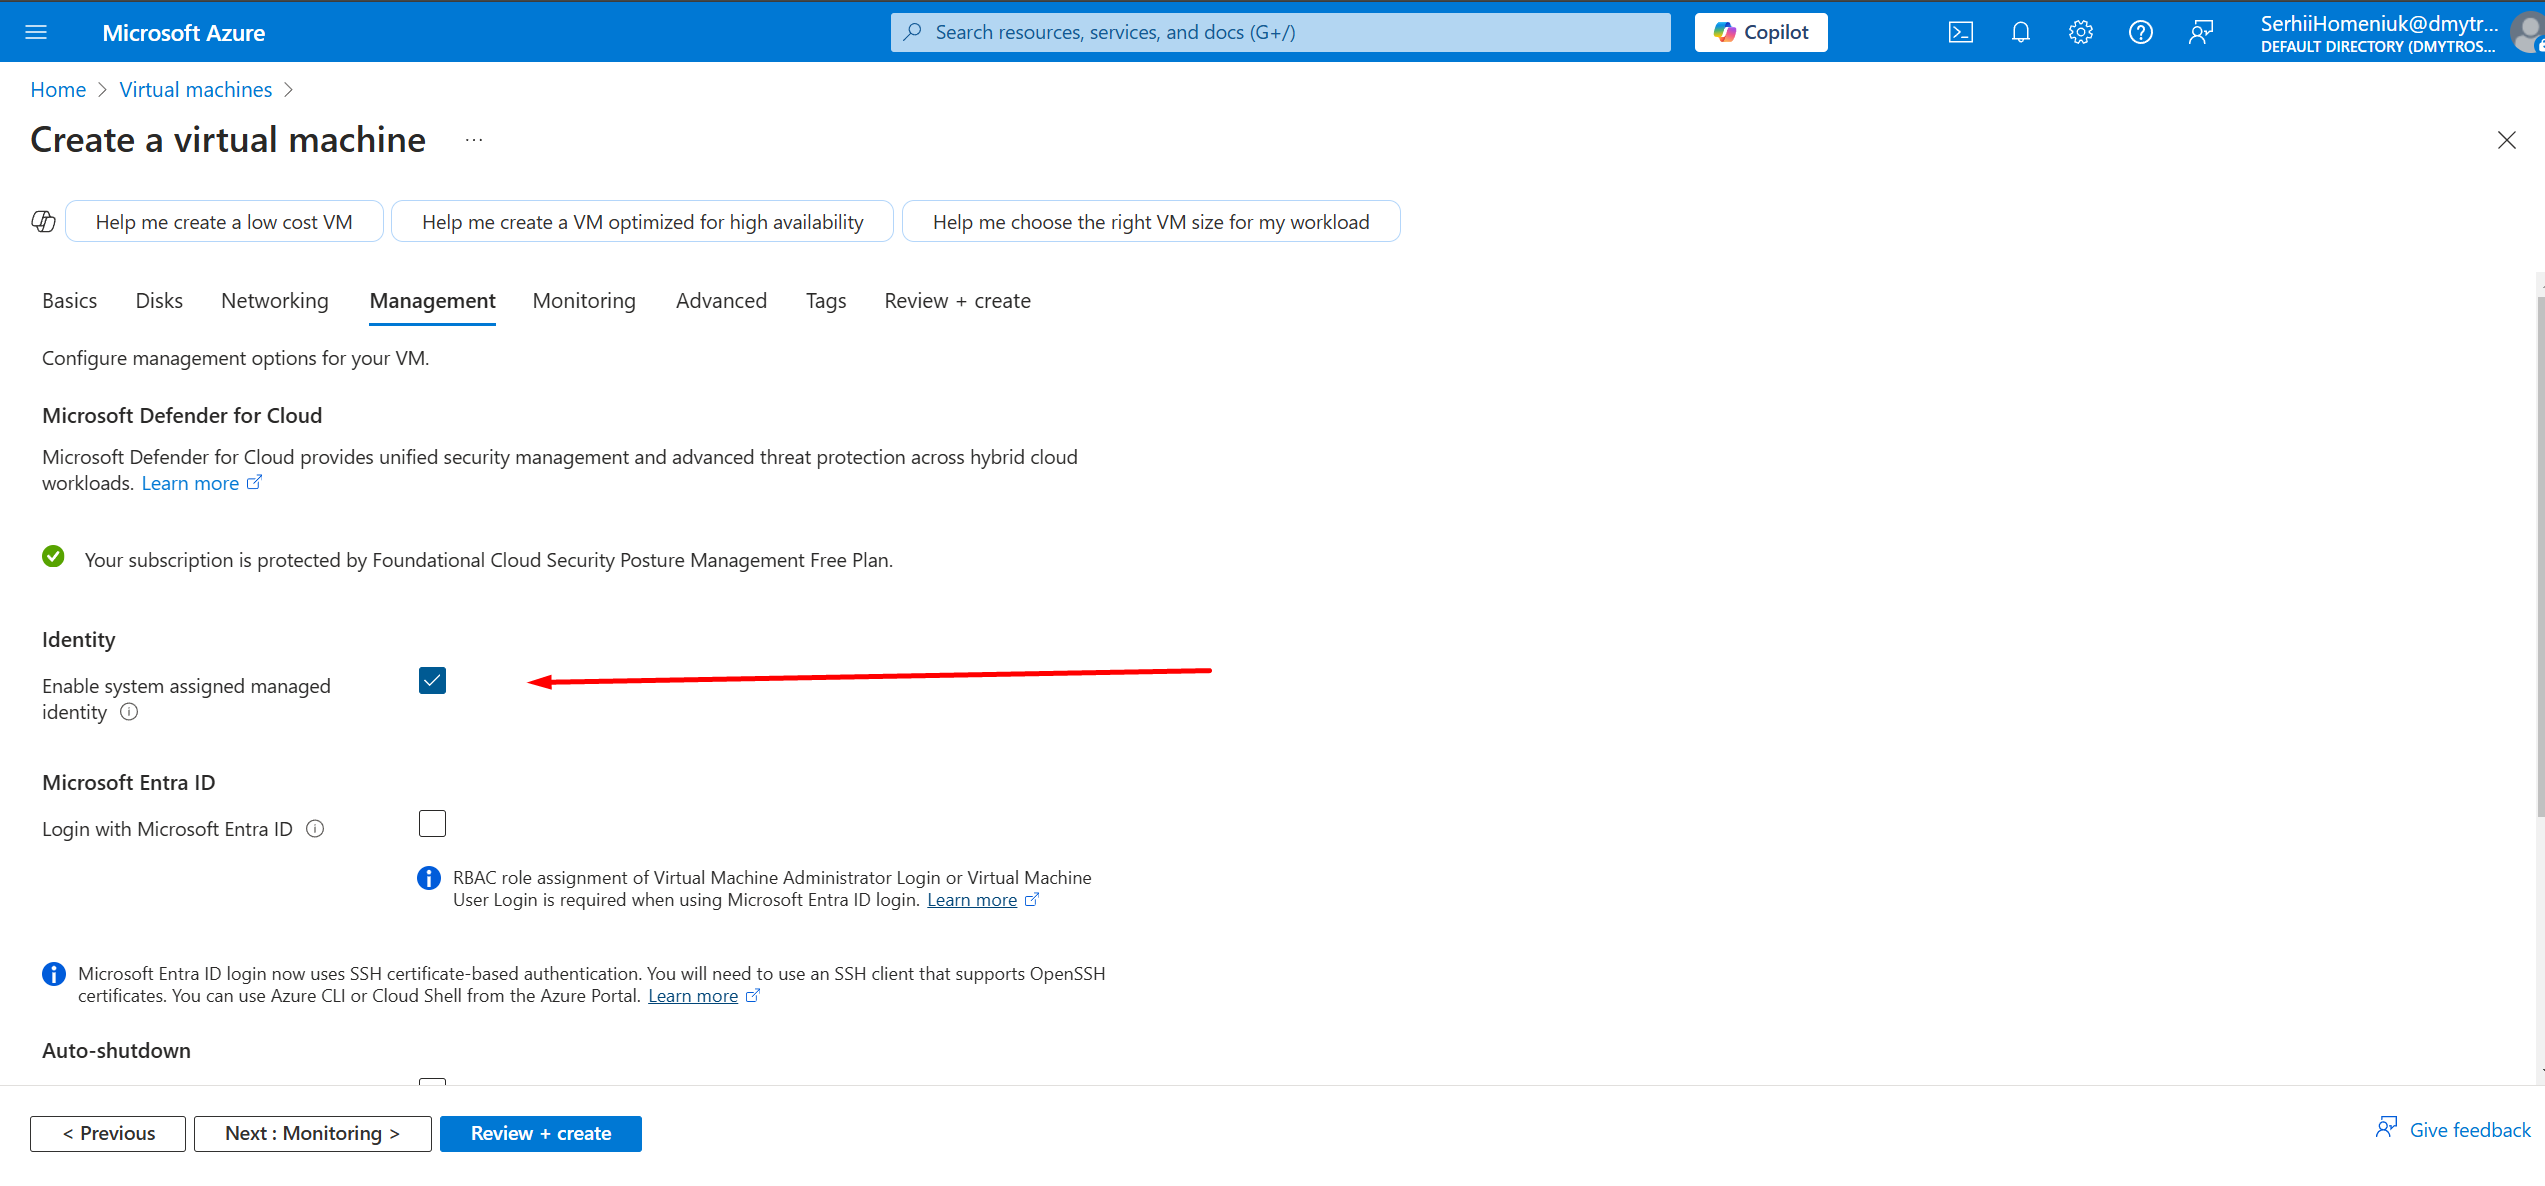 Microsoft Azure
Search resources, services, and docs (G+/)
Copilot
SerhiiHomeniuk@dmytr...
DEFAULT DIRECTORY (DMYTROS...
Home > Virtual machines >
Create a virtual machine ...
Help me create a low cost VM
Help me create a VM optimized for high availability
Help me choose the right VM size for my workload
Basics Disks Networking Management Monitoring Advanced Tags Review + create
Configure management options for your VM.
Microsoft Defender for Cloud
Microsoft Defender for Cloud provides unified security management and advanced threat protection across hybrid cloud
workloads. Learn more
Your subscription is protected by Foundational Cloud Security Posture Management Free Plan.
Identity
Enable system assigned managed
identity
Microsoft Entra ID
Login with Microsoft Entra ID
RBAC role assignment of Virtual Machine Administrator Login or Virtual Machine
User Login is required when using Microsoft Entra ID login. Learn more
Microsoft Entra ID login now uses SSH certificate-based authentication. You will need to use an SSH client that supports OpenSSH
certificates. You can use Azure CLI or Cloud Shell from the Azure Portal. Learn more
Auto-shutdown
< Previous
Next : Monitoring >
Review + create
Give feedback